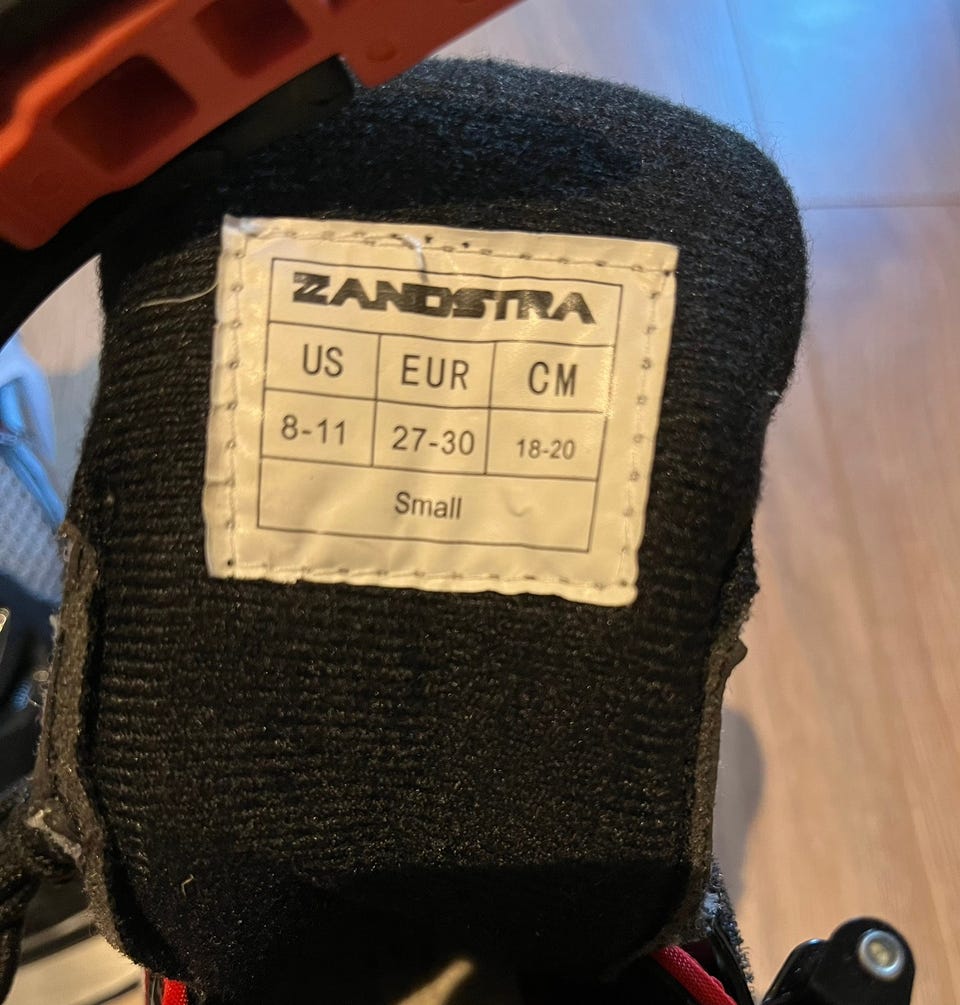 ZANDSTRA
US EUR CM
8-11 27-30 18-20
Small